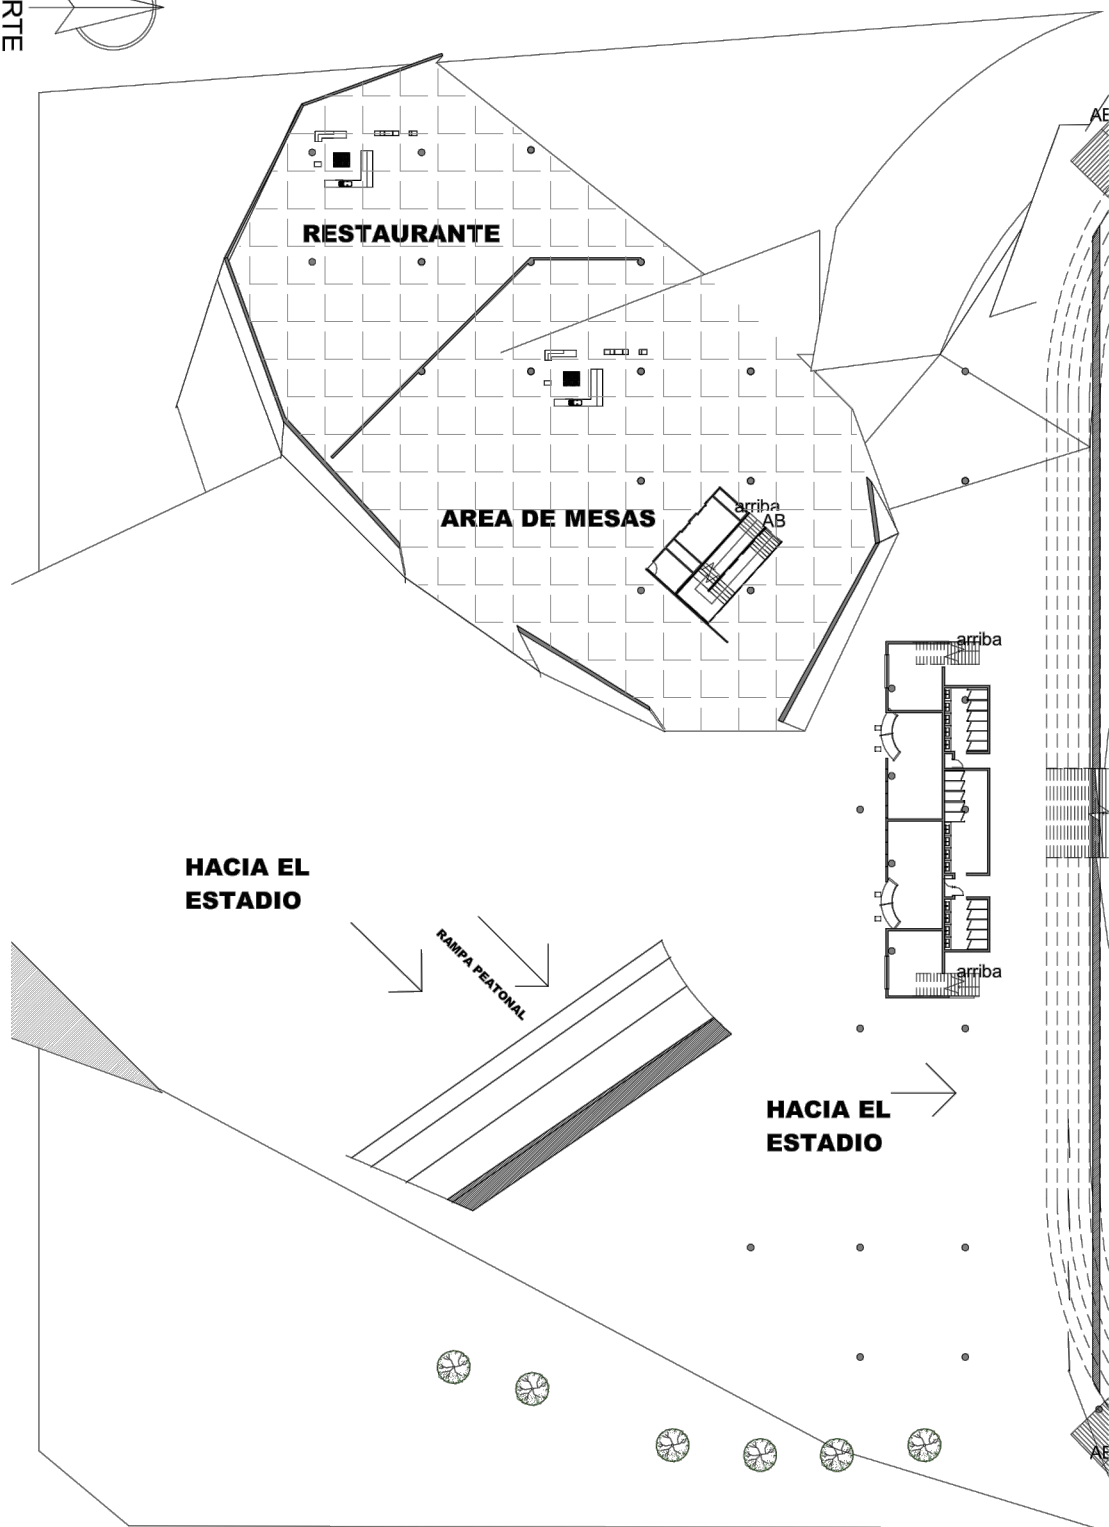 RTE
AB
RESTAURANTE
AREA DE MESAS
arriba
AB
arriba
HACIA EL
ESTADIO
RAMPA PEATONAL
arriba
HACIA EL
ESTADIO
AB